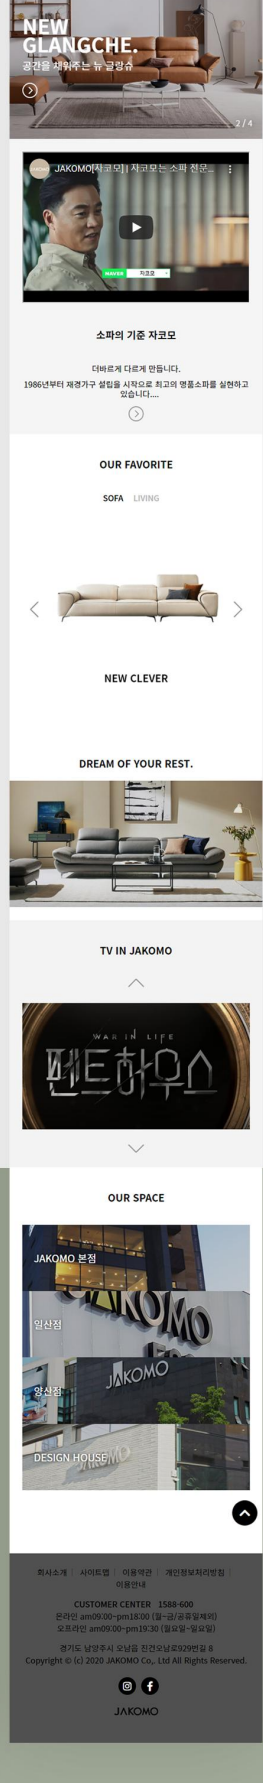 NEW
GLANGCHE.
공간을 채워주는 뉴 글랑슈
2 / 4
JAKOMO[자코모] | 자코모는 소파 전문...
NAVER 자코모
소파의 기준 자코모
더바르게 다르게 만듭니다.
1986년부터 재경가구 설립을 시작으로 최고의 명품소파를 실현하고
있습니다....
OUR FAVORITE
SOFA LIVING
NEW CLEVER
DREAM OF YOUR REST.
TV IN JAKOMO
WAR IN LIFE
펜트하우스
OUR SPACE
JAKOMO 본점
일산점
JAKOMO
양산점
JAKOMO
DESIGN HOUSE
회사소개 | 사이트맵 | 이용약관 | 개인정보처리방침 |
이용안내
CUSTOMER CENTER 1588-600
온라인 am09:00~pm18:00 (월~금/공휴일제외)
오프라인 am09:00~pm19:30 (월요일~일요일)
경기도 남양주시 오남읍 진건오남로929번길 8
Copyright © (c) 2020 JAKOMO Co,. Ltd All Rights Reserved.
JAKOMO